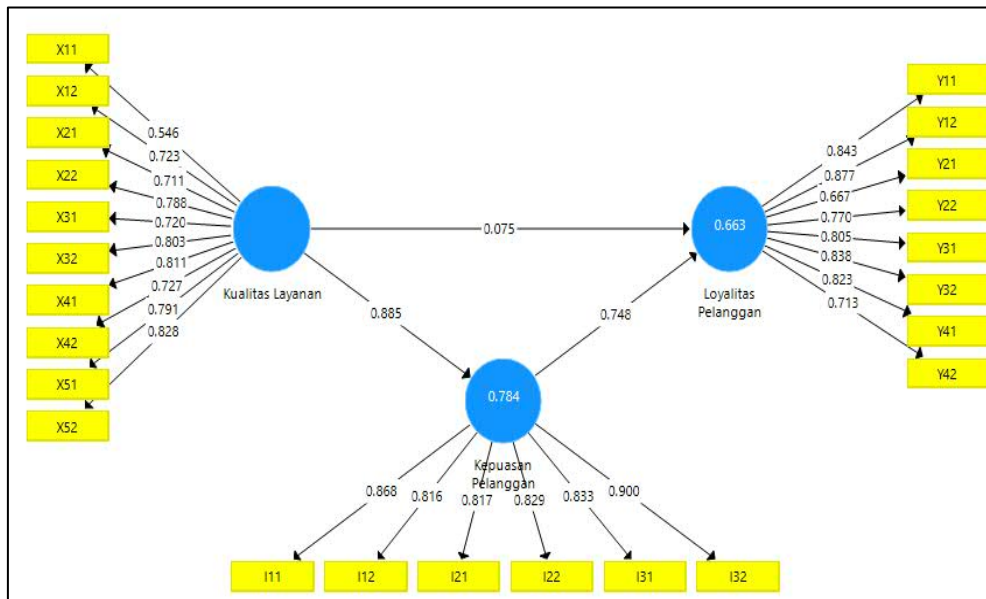 X11
X12
X21
X22
X31
X32
X41
X42
X51
X52
0.546
0.723
0.711
0.788
0.720
0.803
0.811
0.727
0.791
0.828
Kualitas Layanan
0.075
0.885
0.748
0.663
Loyalitas
Pelanggan
0.843
0.877
0.667
0.770
0.805
0.838
0.823
0.713
Y11
Y12
Y21
Y22
Y31
Y32
Y41
Y42
0.784
Kepuasan
Pelanggan
0.868
0.816
0.817
0.829
0.833
0.900
I11
I12
I21
I22
I31
I32